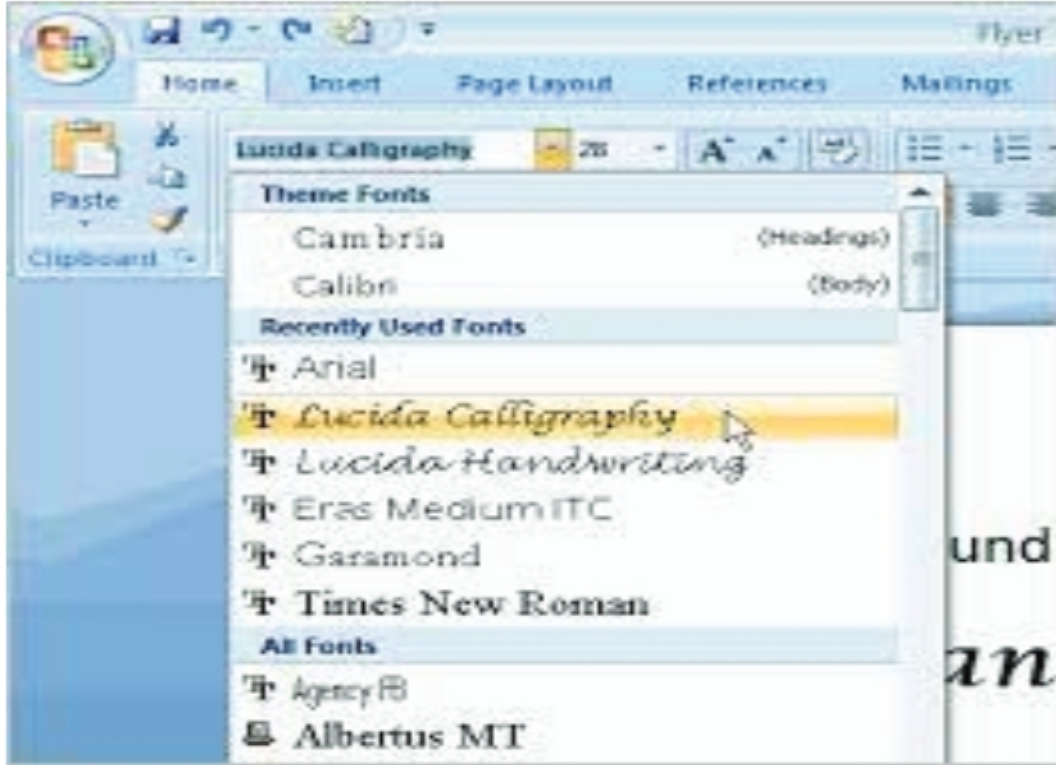 Flyer
Home Insert Page Layout References Mailings
Lucida Calligraphy 28 A A
Paste
Clipboard
Theme Fonts
Cambria (Headings)
Calibri (Body)
Recently Used Fonts
Arial
Lucida Calligraphy
Lucida Handwriting
Eras Medium ITC
Garamond
Times New Roman
All Fonts
Agency FB
Albertus MT
und
an